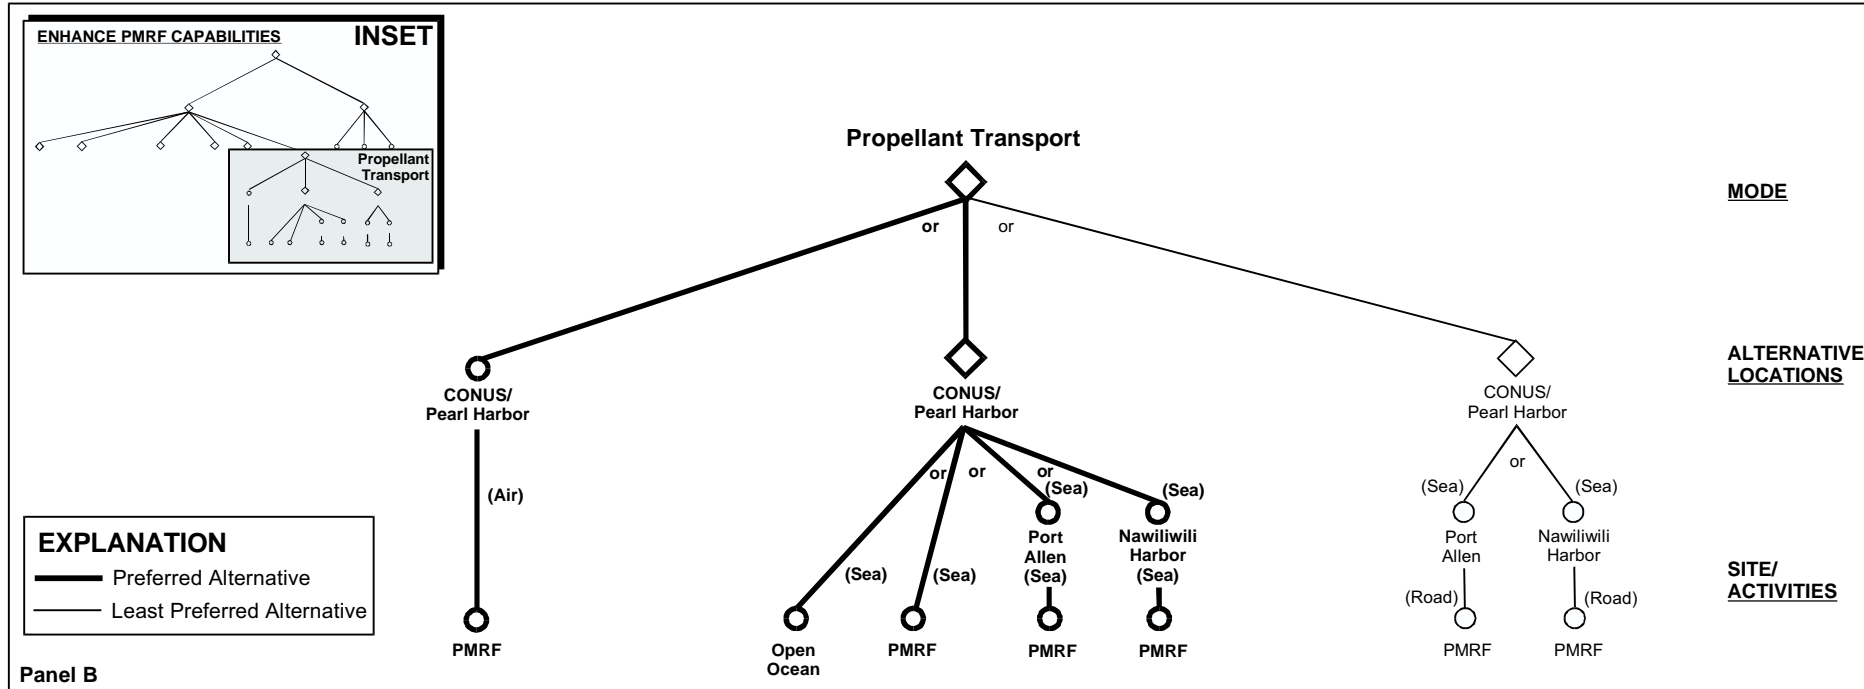 ENHANCE PMRF CAPABILITIES
INSET
Propellant
Transport
Propellant Transport
MODE
or
or
ALTERNATIVE
LOCATIONS
CONUS/
Pearl Harbor
CONUS/
Pearl Harbor
CONUS/
Pearl Harbor
(Air)
or
or
or
(Sea)
(Sea)
or
(Sea)
(Sea)
Port
Allen
(Sea)
Nawiliwili
Harbor
(Sea)
Port
Allen
Nawiliwili
Harbor
(Sea)
(Sea)
(Road)
(Road)
SITE/
ACTIVITIES
PMRF
Open
Ocean
PMRF
PMRF
PMRF
PMRF
PMRF
EXPLANATION
Preferred Alternative
Least Preferred Alternative
Panel B